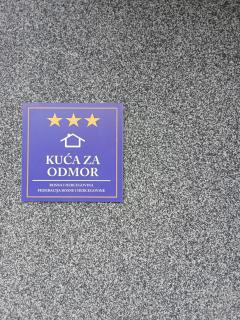 KUĆA ZA
ODMOR
BOSNA I HERCEGOVINA
FEDERACIJA BOSNE I HERCEGOVINE